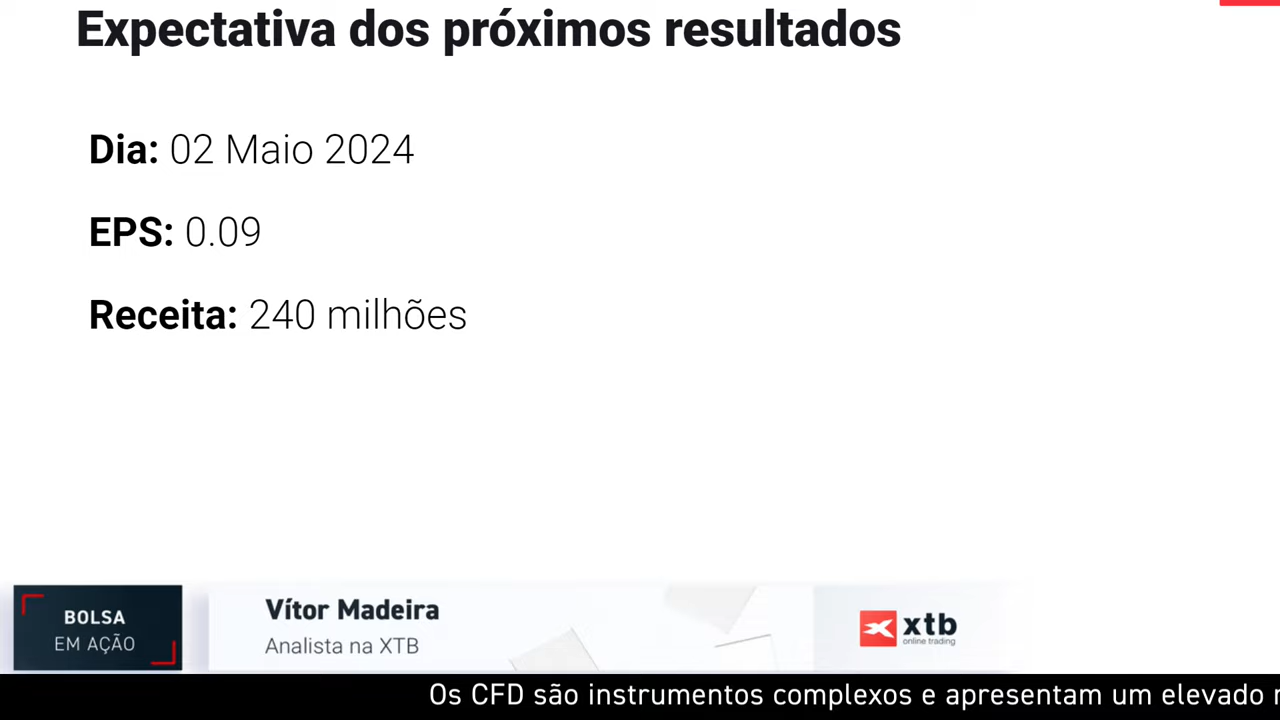 Expectativa dos próximos resultados
Dia: 02 Maio 2024
EPS: 0.09
Receita: 240 milhões
BOLSA
EM AÇÃO
Vítor Madeira
Analista na XTB
xtb
online trading
Os CFD são instrumentos complexos e apresentam um elevado